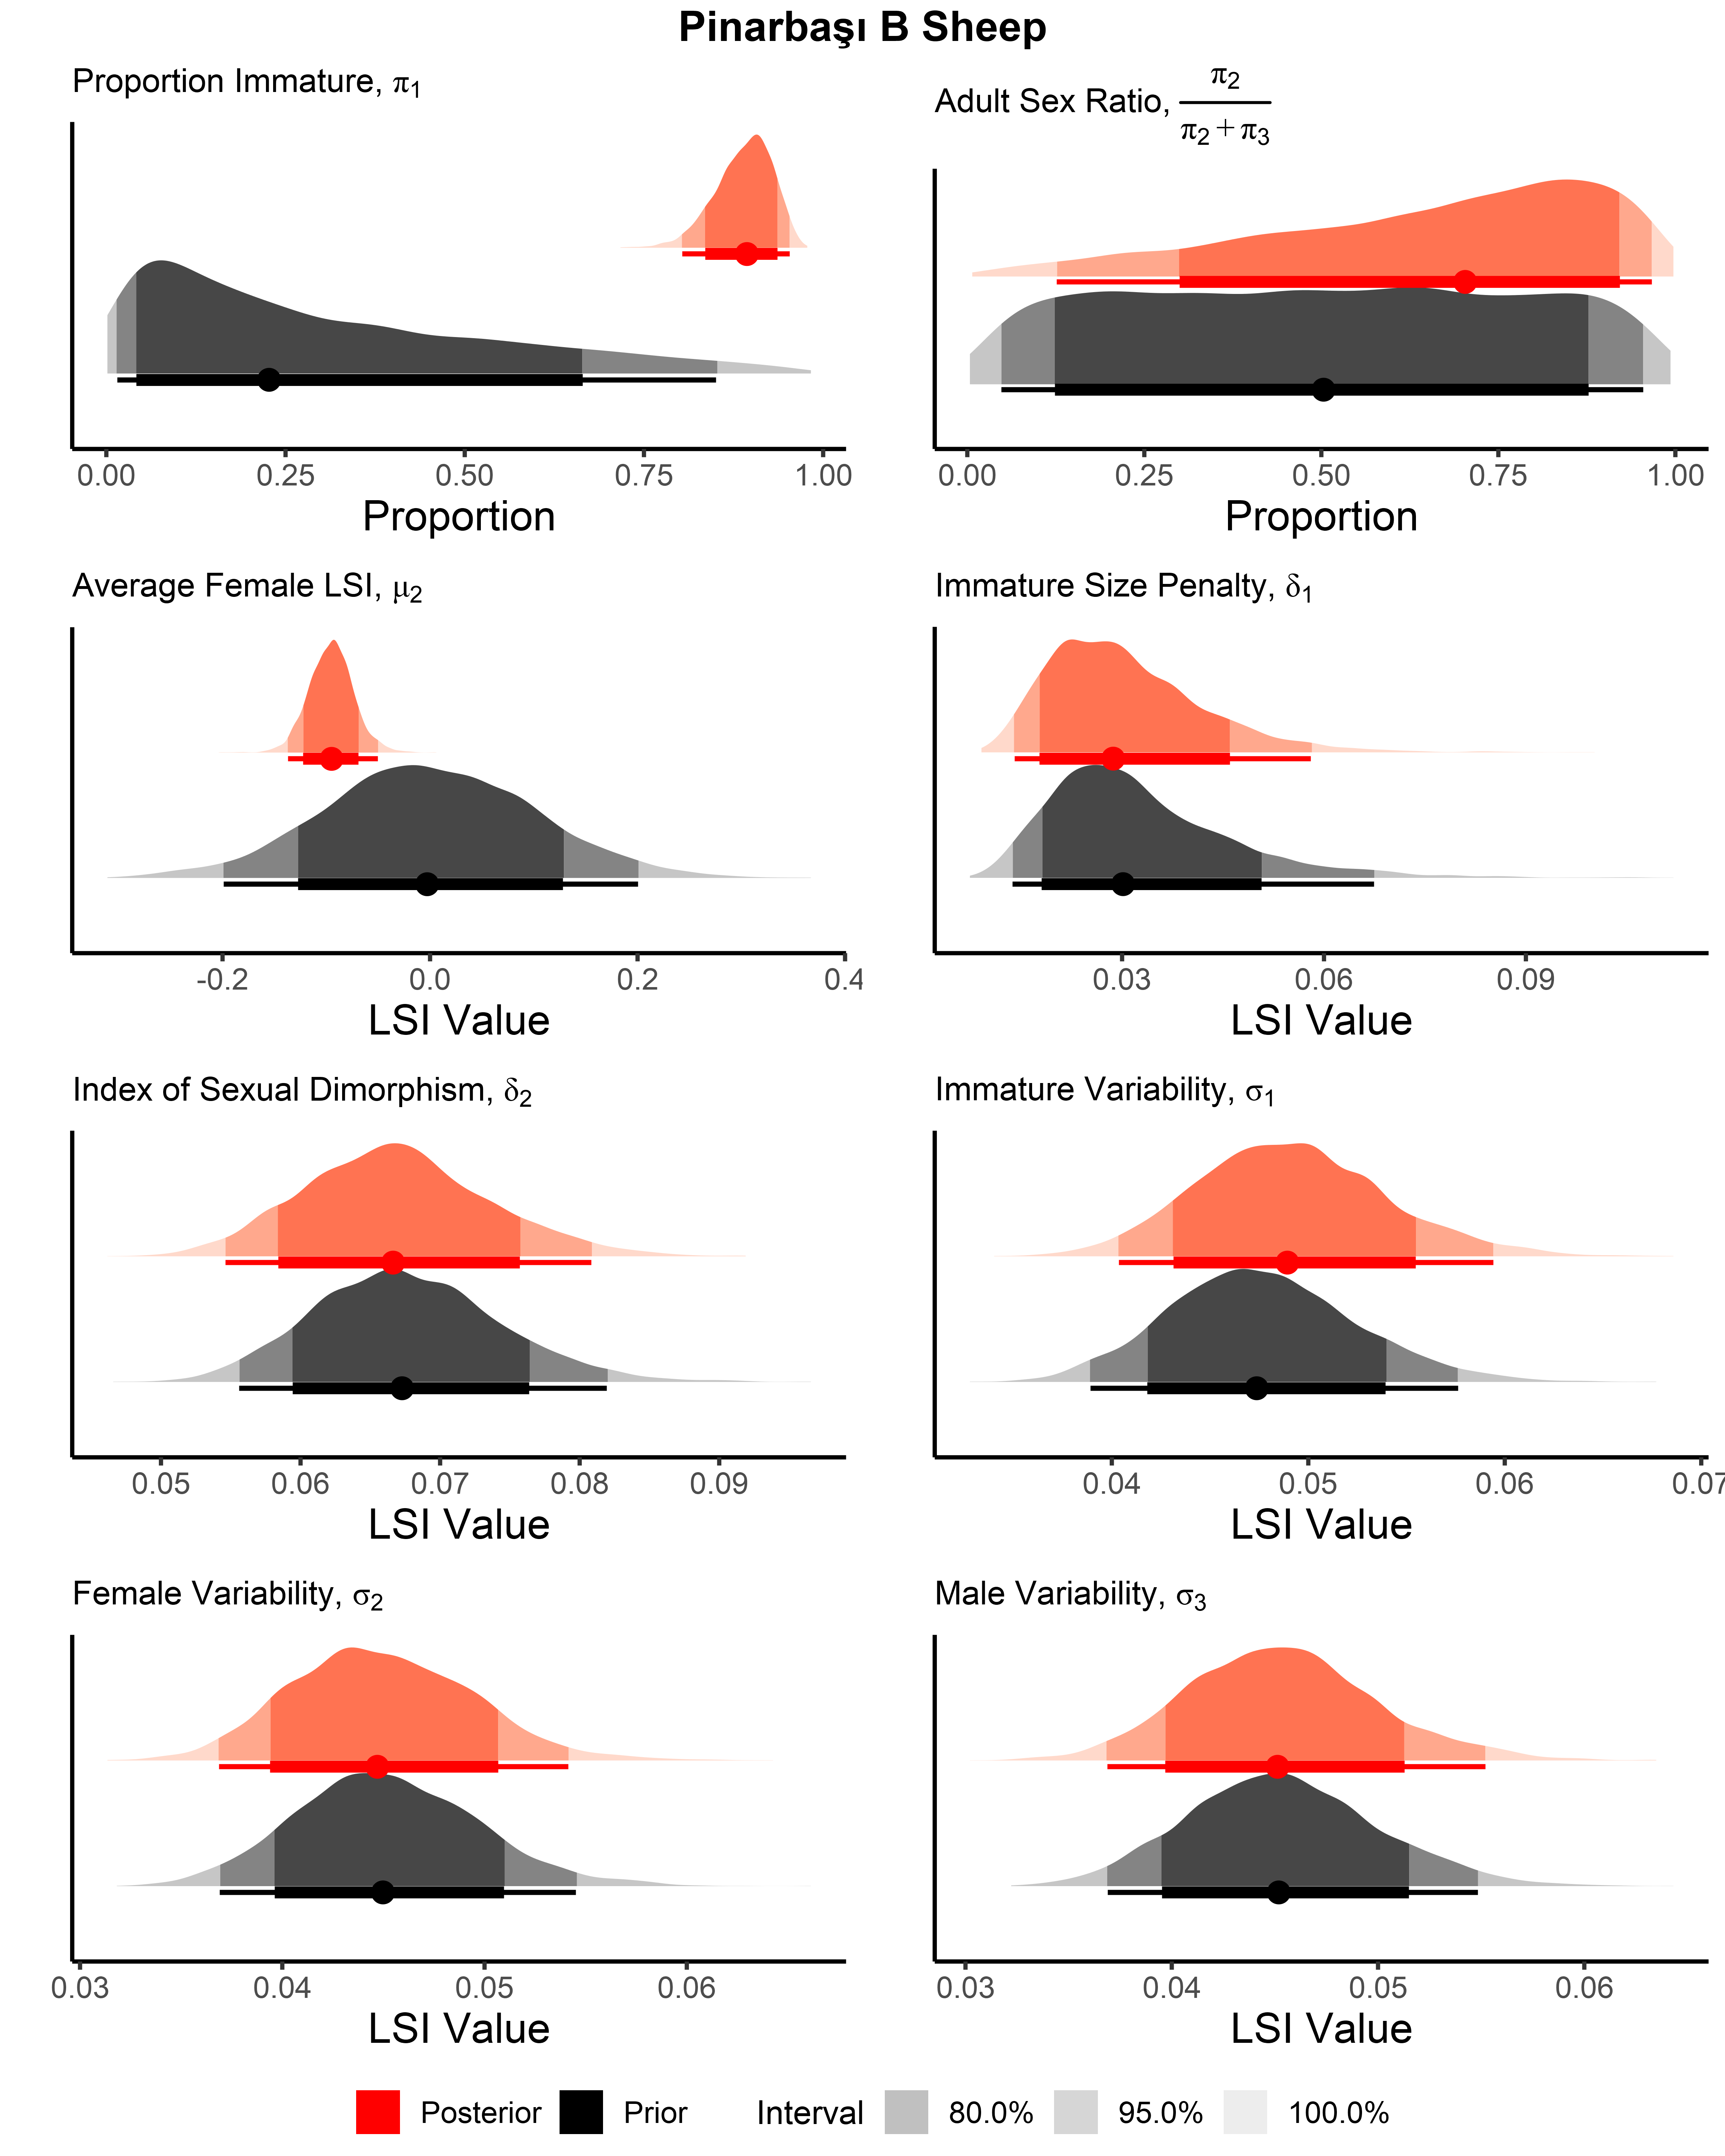 Pinarbaşı B Sheep
Proportion Immature, π1
0.00 0.25 0.50 0.75 1.00
Proportion
Adult Sex Ratio, π2 / π2 + π3
0.00 0.25 0.50 0.75 1.00
Proportion
Average Female LSI, μ2
-0.2 0.0 0.2 0.4
LSI Value
Immature Size Penalty, δ1
0.03 0.06 0.09
LSI Value
Index of Sexual Dimorphism, δ2
0.05 0.06 0.07 0.08 0.09
LSI Value
Immature Variability, σ1
0.04 0.05 0.06 0.07
LSI Value
Female Variability, σ2
0.03 0.04 0.05 0.06
LSI Value
Male Variability, σ3
0.03 0.04 0.05 0.06
LSI Value
Posterior Prior Interval 80.0% 95.0% 100.0%